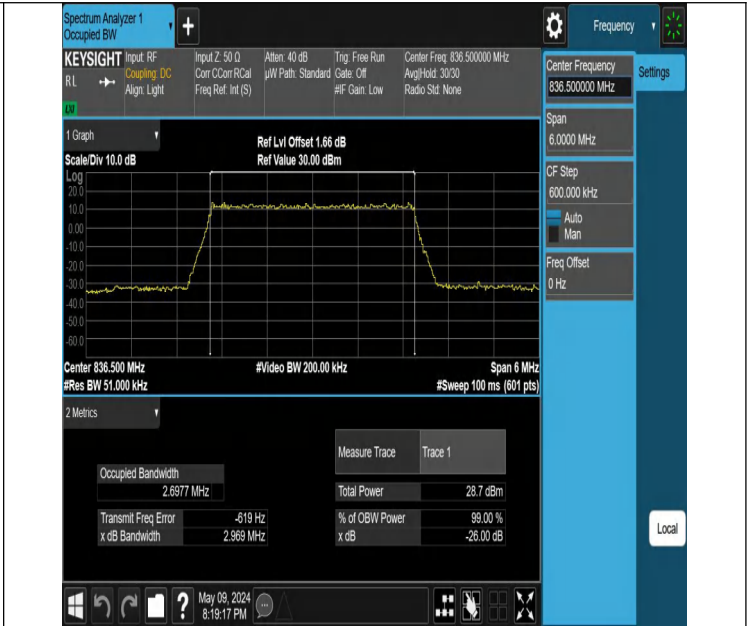 Spectrum Analyzer 1
Occupied BW
+
Frequency
KEYSIGHT
RL
Input: RF
Coupling: DC
Align: Light
Input Z: 50 Ω
Corr CCorr RCal
Freq Ref: Int (S)
Atten: 40 dB
µW Path: Standard
Trig: Free Run
Gate: Off
#IF Gain: Low
Center Freq: 836.500000 MHz
Avg|Hold: 30/30
Radio Std: None
Center Frequency
836.500000 MHz
Settings
Span
6.0000 MHz
CF Step
600.000 kHz
Auto
Man
Freq Offset
0 Hz
Local
1 Graph
Scale/Div 10.0 dB
Ref Lvl Offset 1.66 dB
Ref Value 30.00 dBm
Log
20.0
10.0
0.00
-10.0
-20.0
-30.0
-40.0
-50.0
-60.0
Center 836.500 MHz
#Video BW 200.00 kHz
Span 6 MHz
#Res BW 51.000 kHz
#Sweep 100 ms (601 pts)
2 Metrics
Measure Trace
Trace 1
Occupied Bandwidth
2.6977 MHz
Total Power
28.7 dBm
Transmit Freq Error
-619 Hz
% of OBW Power
99.00 %
x dB Bandwidth
2.969 MHz
x dB
-26.00 dB
?
May 09, 2024
8:19:17 PM